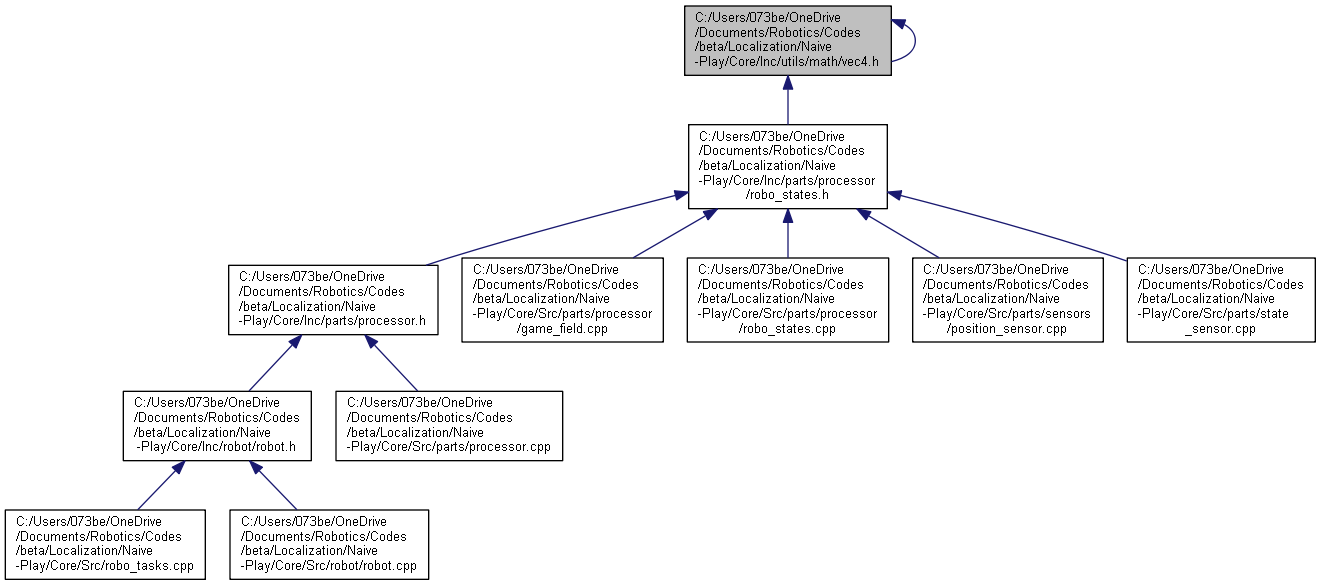 C:/Users/073be/OneDrive
/Documents/Robotics/Codes
/beta/Localization/Naive
-Play/Core/Inc/utils/math/vec4.h
C:/Users/073be/OneDrive
/Documents/Robotics/Codes
/beta/Localization/Naive
-Play/Core/Inc/parts/processor
/robo_states.h
C:/Users/073be/OneDrive
/Documents/Robotics/Codes
/beta/Localization/Naive
-Play/Core/Inc/parts/processor.h
C:/Users/073be/OneDrive
/Documents/Robotics/Codes
/beta/Localization/Naive
-Play/Core/Src/parts/processor
/game_field.cpp
C:/Users/073be/OneDrive
/Documents/Robotics/Codes
/beta/Localization/Naive
-Play/Core/Src/parts/processor
/robo_states.cpp
C:/Users/073be/OneDrive
/Documents/Robotics/Codes
/beta/Localization/Naive
-Play/Core/Src/parts/sensors
/position_sensor.cpp
C:/Users/073be/OneDrive
/Documents/Robotics/Codes
/beta/Localization/Naive
-Play/Core/Src/parts/state
_sensor.cpp
C:/Users/073be/OneDrive
/Documents/Robotics/Codes
/beta/Localization/Naive
-Play/Core/Inc/robot/robot.h
C:/Users/073be/OneDrive
/Documents/Robotics/Codes
/beta/Localization/Naive
-Play/Core/Src/parts/processor.cpp
C:/Users/073be/OneDrive
/Documents/Robotics/Codes
/beta/Localization/Naive
-Play/Core/Src/robo_tasks.cpp
C:/Users/073be/OneDrive
/Documents/Robotics/Codes
/beta/Localization/Naive
-Play/Core/Src/robot/robot.cpp